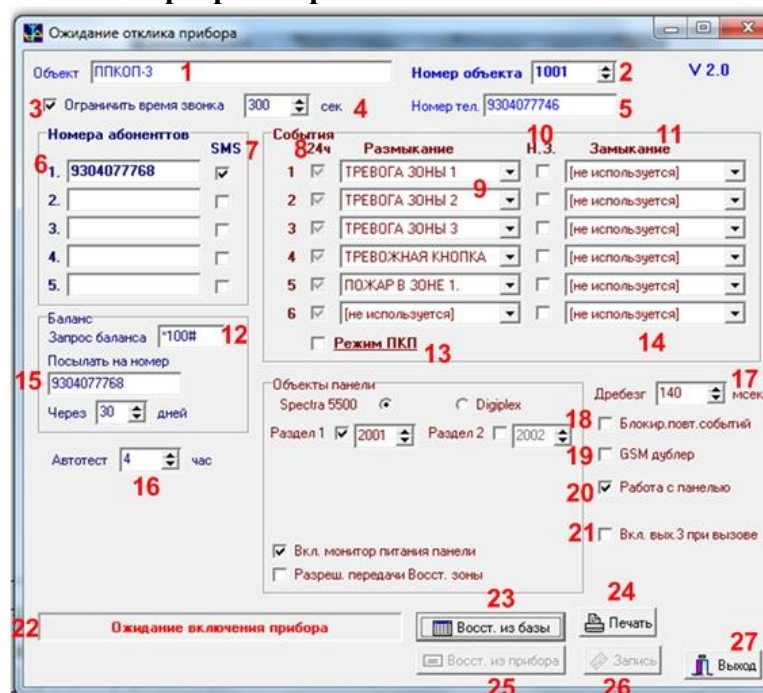 Ожидание отклика прибора
Объект ППКОП-3 1 Номер объекта 1001 2 V 2.0
3 Ограничить время звонка 300 сек 4 Номер тел. 9304077746 5
Номера абоненттов SMS 7
6 1. 9304077768
2.
3.
4.
5.
События 10 11
8 24ч Размыкание Н.З. Замыкание
1 ТРЕВОГА ЗОНЫ 1 [не используется]
2 ТРЕВОГА ЗОНЫ 2 9 [не используется]
3 ТРЕВОГА ЗОНЫ 3 [не используется]
4 ТРЕВОЖНАЯ КНОПКА [не используется]
5 ПОЖАР В ЗОНЕ 1. [не используется]
6 [не используется] [не используется]
Режим ПКП 13 14
Баланс
Запрос баланса *100# 12
Посылать на номер
15 9304077768
Через 30 дней
Автотест 4 час
16
Объекты панели
Spectra 5500 Digiplex
Раздел 1 2001 Раздел 2 2002
Вкл. монитор питания панели
Разреш. передачи Восст. зоны
17
Дребезг 140 мсек
18 Блокир.повт.событий
19 GSM дублер
20 Работа с панелью
21 Вкл. вых.3 при вызове
22 Ожидание включения прибора
23 24
Восст. из базы Печать
Восст. из прибора Запись
25 26
27
Выход